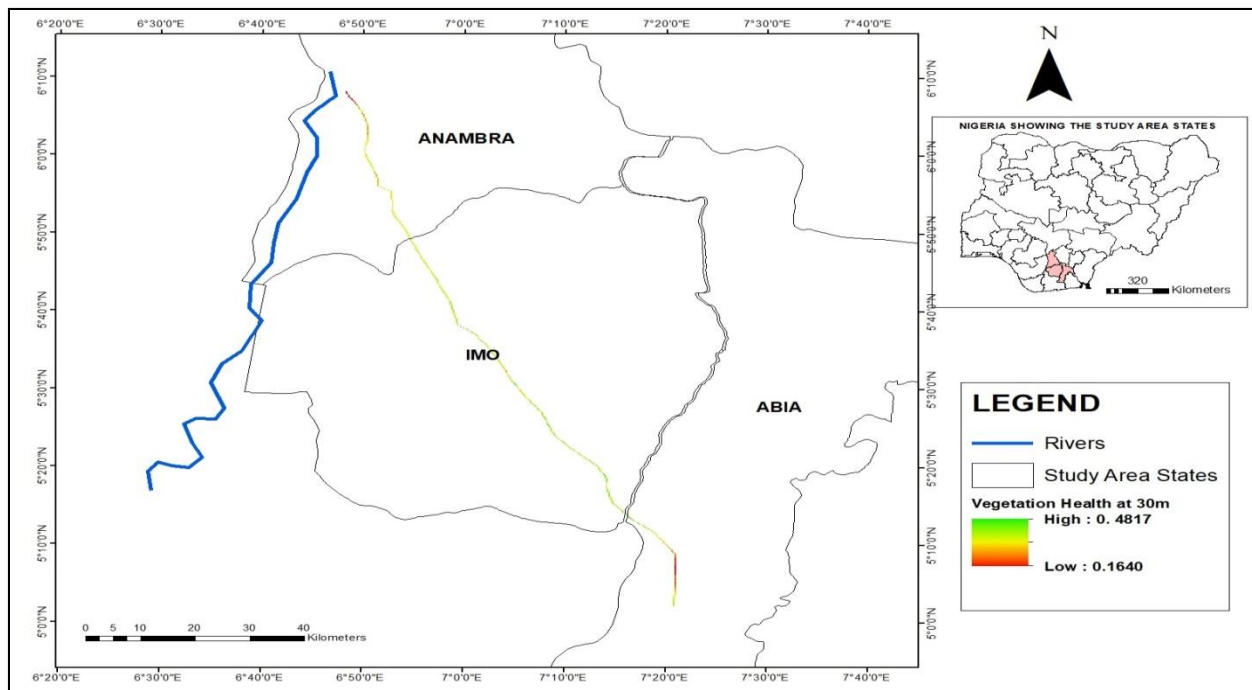 6°20'0"E 6°30'0"E 6°40'0"E 6°50'0"E 7°0'0"E 7°10'0"E 7°20'0"E 7°30'0"E 7°40'0"E
6°10'0"N
6°0'0"N
5°50'0"N
5°40'0"N
5°30'0"N
5°20'0"N
5°10'0"N
5°0'0"N
ANAMBRA
IMO
ABIA
0 5 10 20 30 40
Kilometers
6°10'0"N
6°0'0"N
5°50'0"N
5°40'0"N
5°30'0"N
5°20'0"N
5°10'0"N
5°0'0"N
6°20'0"E 6°30'0"E 6°40'0"E 6°50'0"E 7°0'0"E 7°10'0"E 7°20'0"E 7°30'0"E 7°40'0"E
N
NIGERIA SHOWING THE STUDY AREA STATES
320
Kilometers
LEGEND
Rivers
Study Area States
Vegetation Health at 30m
High : 0. 4817
Low : 0.1640